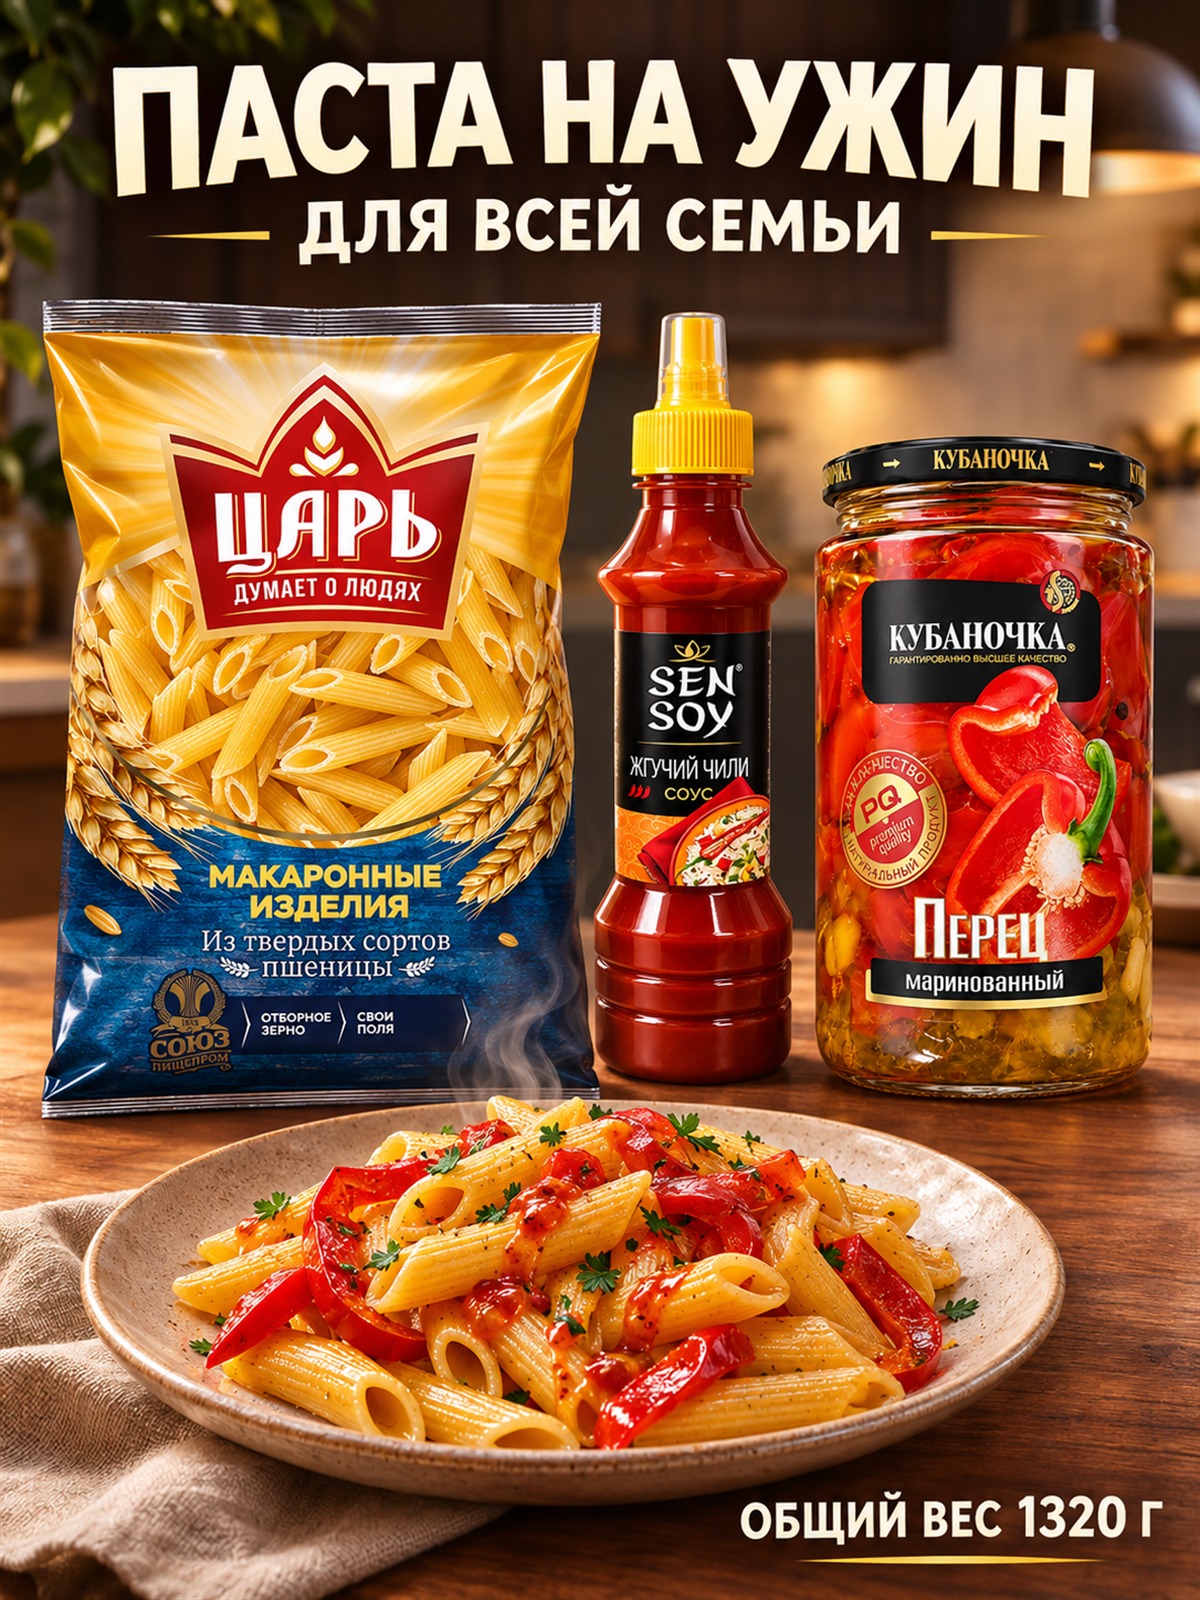 ПАСТА НА УЖИН
ДЛЯ ВСЕЙ СЕМЬИ
ЦАРЬ
ДУМАЕТ О ЛЮДЯХ
МАКАРОННЫЕ
ИЗДЕЛИЯ
Из твердых сортов
пшеницы
СОЮЗ
ПИЩЕПРОМ
ОТБОРНОЕ
ЗЕРНО
СВОИ
ПОЛЯ
SEN
SOY®
ЖГУЧИЙ ЧИЛИ
СОУС
КУБАНОЧКА
КУБАНОЧКА®
ГАРАНТИРОВАННО ВЫСШЕЕ КАЧЕСТВО
PQ
premium
quality
НАТУРАЛЬНЫЙ ПРОДУКТ
ПЕРЕЦ
маринованный
ОБЩИЙ ВЕС 1320 Г